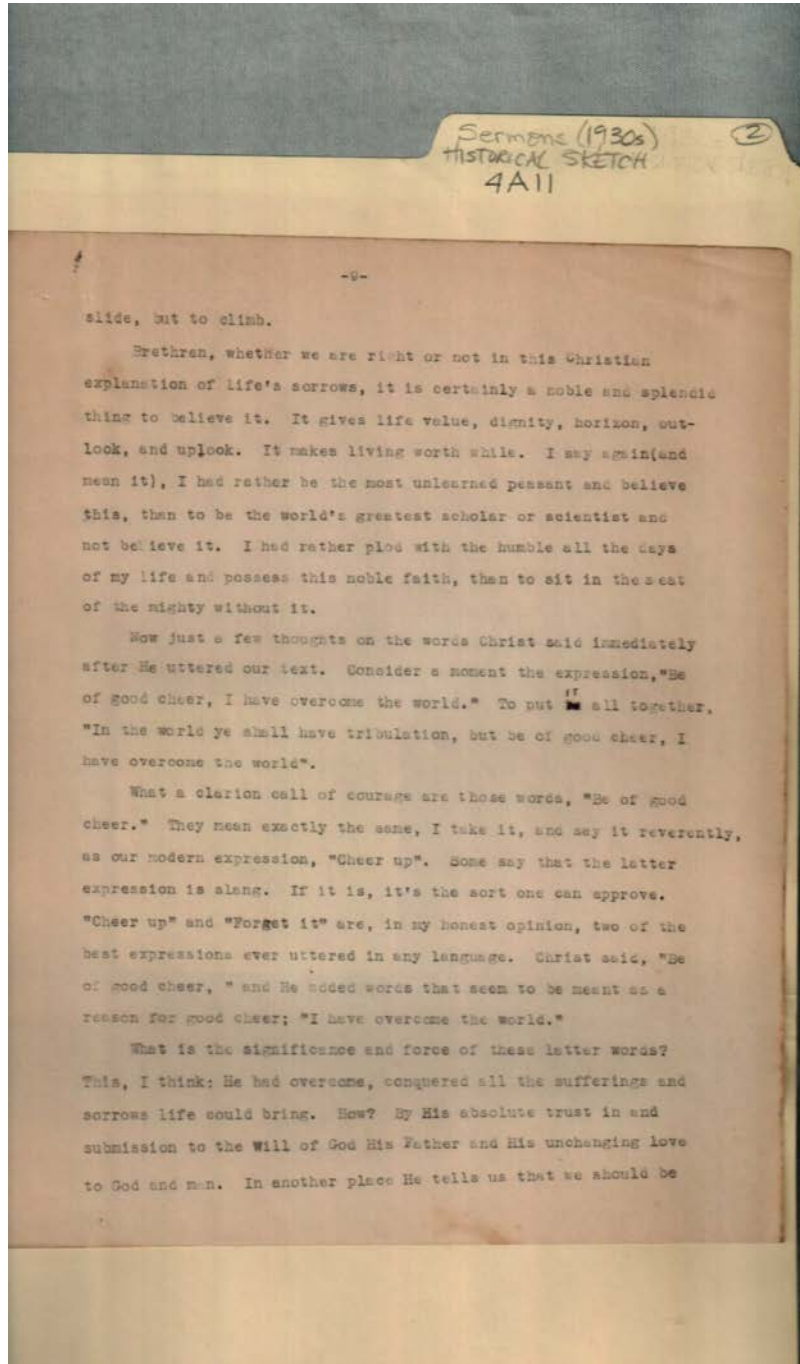 Sermons (1930s) 2
HISTORICAL SKETCH
4A11
-9-
slide, but to climb.
Brethren, whether we are right or not in this Christian
explanation of life's sorrows, it is certainly a noble and splendid
thing to believe it. It gives life value, dignity, horizon, out-
look, and uplook. It makes living worth while. I say again(and
mean it), I had rather be the most unlearned peasant and believe
this, than to be the world's greatest scholar or scientist and
not believe it. I had rather plod with the humble all the days
of my life and possess this noble faith, than to sit in the seat
of the mighty without it.
Now just a few thoughts on the words Christ said immediately
after He uttered our text. Consider a moment the expression,"Be
of good cheer, I have overcome the world." To put it all together,
"In the world ye shall have tribulation, but be of good cheer, I
have overcome the world".
What a clarion call of courage are those words, "Be of good
cheer." They mean exactly the same, I take it, and say it reverently,
as our modern expression, "Cheer up". Some say that the latter
expression is slang. If it is, it's the sort one can approve.
"Cheer up" and "Forget it" are, in my honest opinion, two of the
best expressions ever uttered in any language. Christ said, "Be
of good cheer, " and He added words that seem to be meant as a
reason for good cheer; "I have overcome the world."
What is the significance and force of these latter words?
This, I think: He had overcome, conquered all the sufferings and
sorrows life could bring. How? By His absolute trust in and
submission to the Will of God His Father and His unchanging love
to God and man. In another place He tells us that we should be